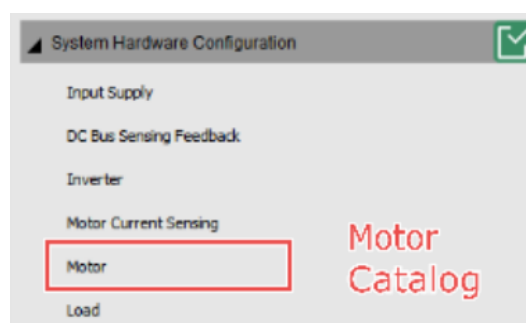 System Hardware Configuration
Input Supply
DC Bus Sensing Feedback
Inverter
Motor Current Sensing
Motor
Motor
Catalog
Load